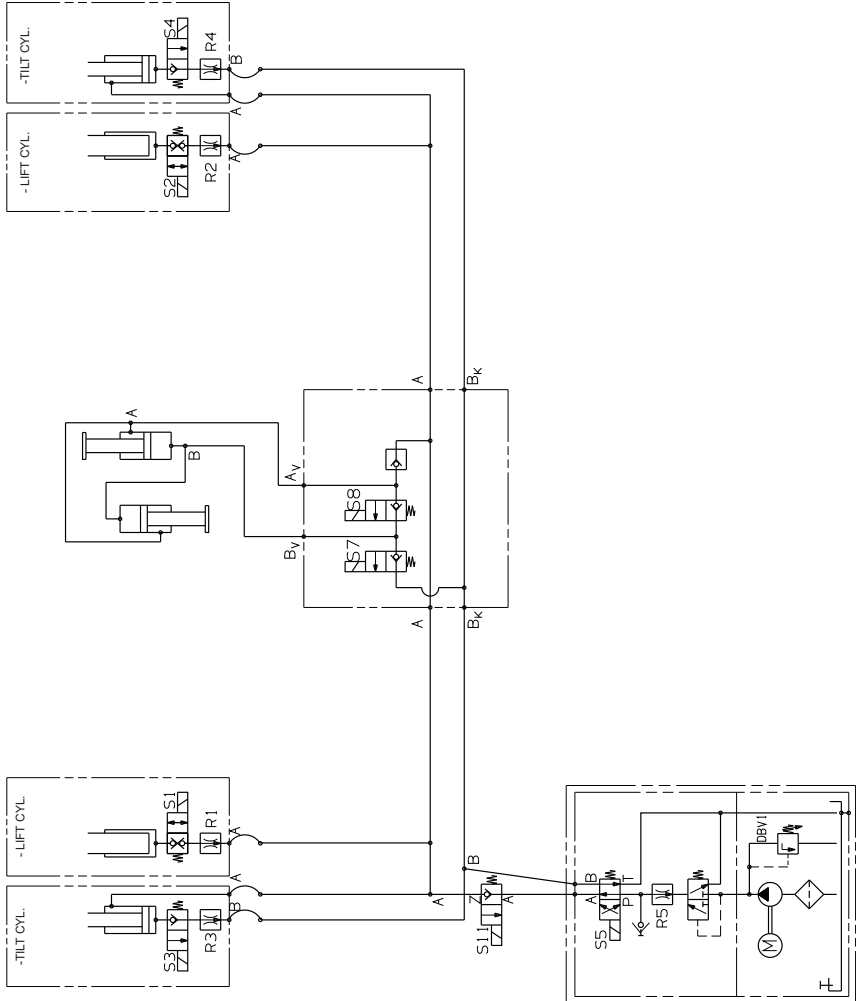 -TILT CYL.
S4
R4
B
A
- LIFT CYL.
S2
R2
A
A
B
Av
Bv
S8
S7
A
BK
A
BK
- LIFT CYL.
S1
R1
A
-TILT CYL.
S3
R3
A
B
A
B
Z
A
S11
A
B
P
T
S5
R5
T
DBV1
M